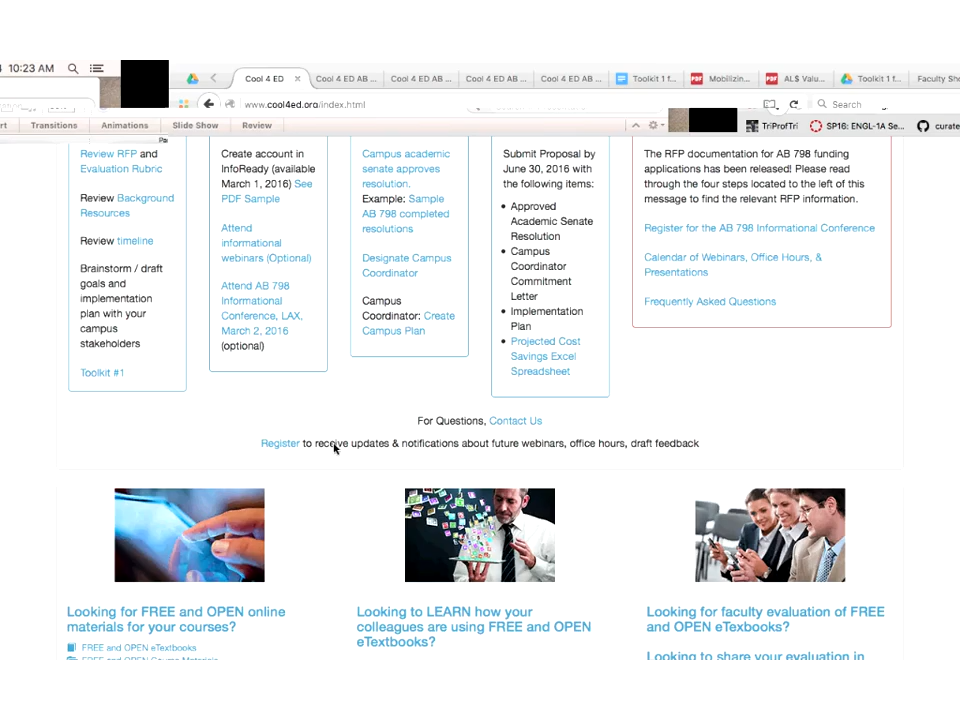 10:23 AM
Cool 4 ED
Cool 4 ED AB ...
Cool 4 ED AB ...
Cool 4 ED AB ...
Cool 4 ED AB ...
Toolkit 1 f...
Mobilizin...
ALS Valu...
Toolkit 1 f...
Faculty Sho
www.cool4ed.org/index.html
Search
Transitions
Animations
Slide Show
Review
TriProfTri
SP16: ENGL-1A Se...
curate
Review RFP and
Evaluation Rubric
Review Background
Resources
Review timeline
Brainstorm / draft
goals and
implementation
plan with your
campus
stakeholders
Toolkit #1
Create account in
InfoReady (available
March 1, 2016) See
PDF Sample
Attend
informational
webinars (Optional)
Attend AB 798
Informational
Conference, LAX,
March 2, 2016
(optional)
Campus academic
senate approves
resolution.
Example: Sample
AB 798 completed
resolutions
Designate Campus
Coordinator
Campus
Coordinator: Create
Campus Plan
Submit Proposal by
June 30, 2016 with
the following items:
• Approved
Academic Senate
Resolution
• Campus
Coordinator
Commitment
Letter
• Implementation
Plan
• Projected Cost
Savings Excel
Spreadsheet
The RFP documentation for AB 798 funding
applications has been released! Please read
through the four steps located to the left of this
message to find the relevant RFP information.
Register for the AB 798 Informational Conference
Calendar of Webinars, Office Hours, &
Presentations
Frequently Asked Questions
For Questions, Contact Us
Register to receive updates & notifications about future webinars, office hours, draft feedback
Looking for FREE and OPEN online
materials for your courses?
FREE and OPEN eTextbooks
FREE and OPEN Course Materials
Looking to LEARN how your
colleagues are using FREE and OPEN
eTextbooks?
Looking for faculty evaluation of FREE
and OPEN eTexbooks?
Looking to share your evaluation in